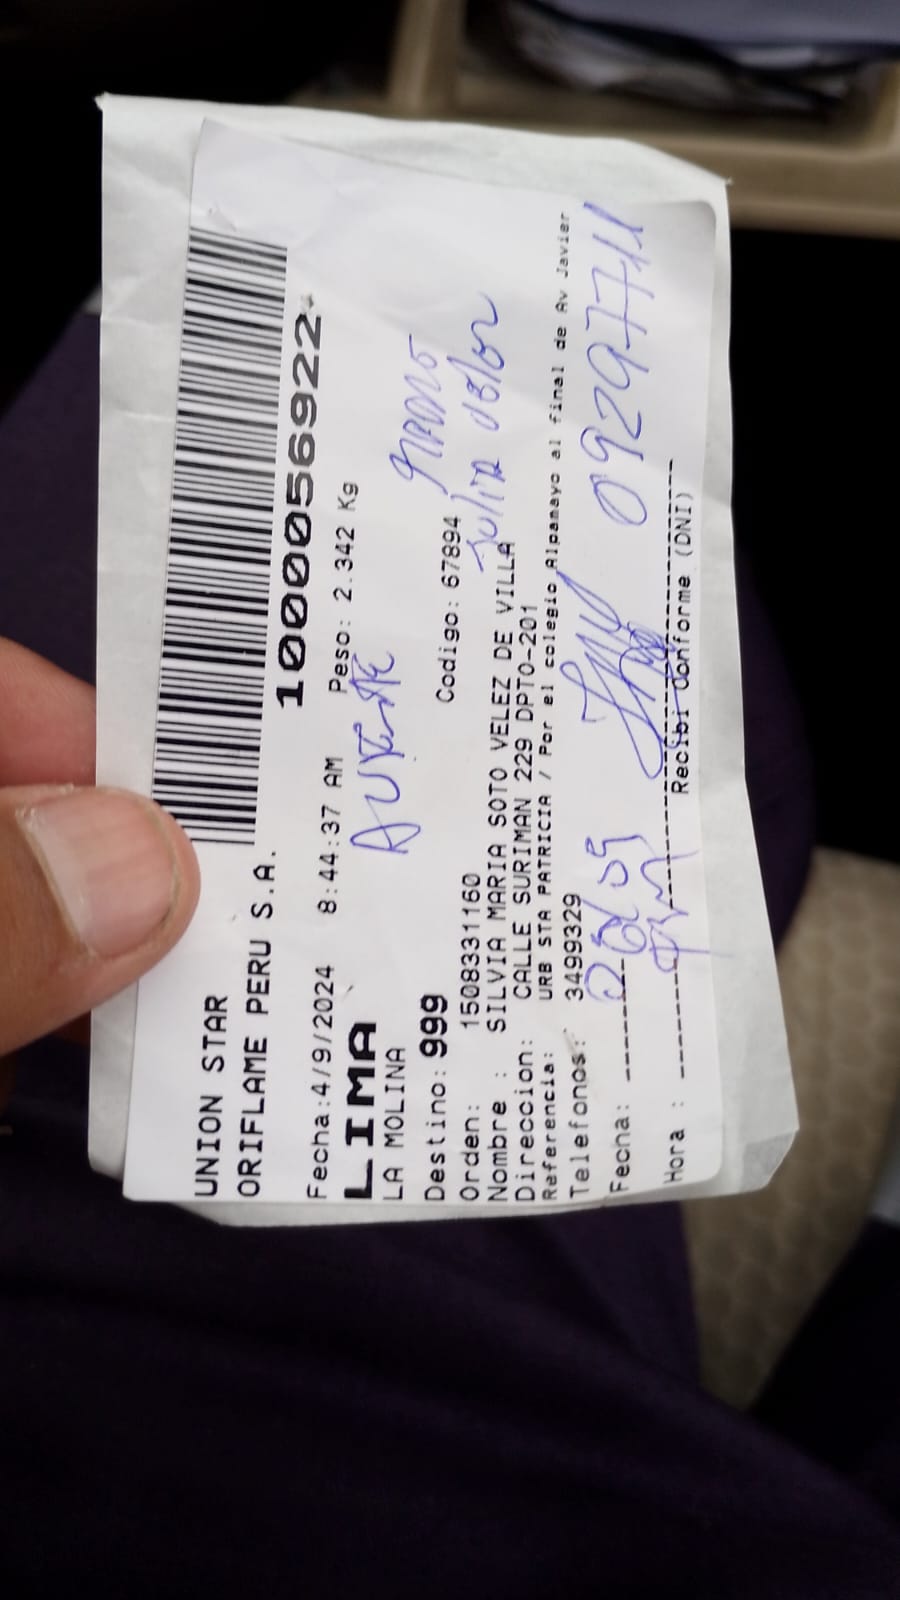 UNION STAR
ORIFLAME PERU S.A.
10000056922
Fecha:4/9/2024 8:44:37 AM Peso: 2.342 Kg
LIMA
LA MOLINA
Destino: 999 Codigo: 67894
Orden: 1508331160
Nombre : SILVIA MARIA SOTO VELEZ DE VILLA
Direccion: CALLE SURIMAN 229 DPTO-201
Referencia: URB STA PATRICIA / Por el colegio Alpamayo al final de Av Javier
Telefonos: 3499329
09297711
Fecha:
Hora : Recibi Conforme (DNI)